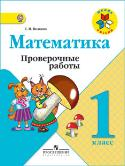 С. И. Волкова
Математика
Проверочные работы
1
класс
ПРОСВЕЩЕНИЕ